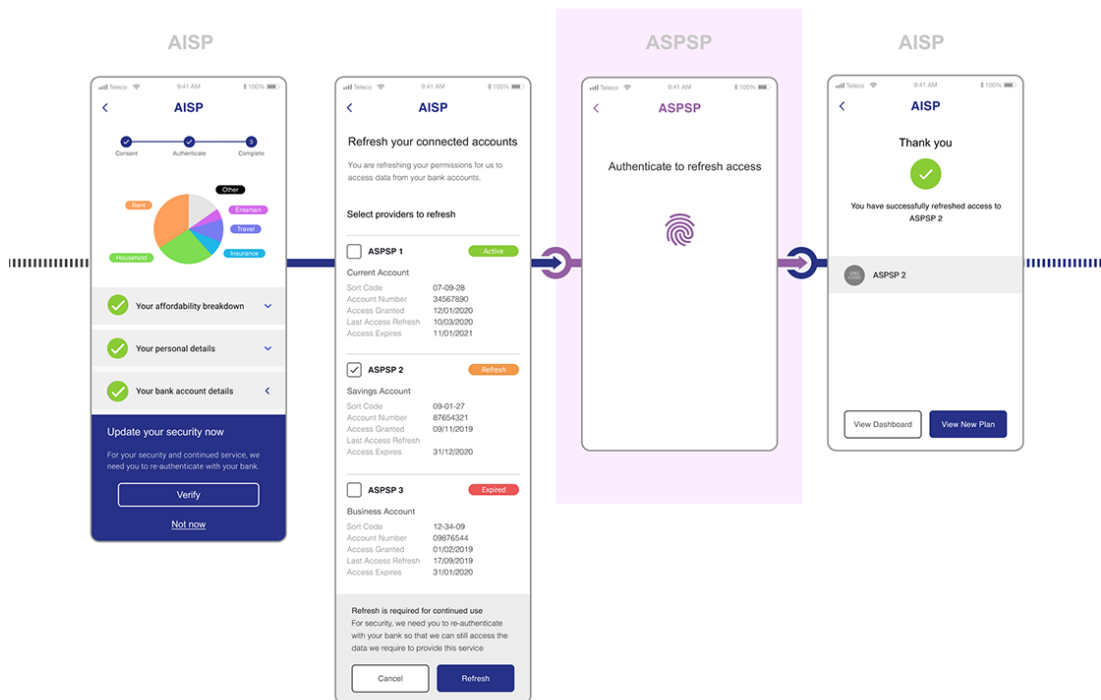 AISP
Teleco 9:41 AM 100%
AISP
3
Consent Authenticate Complete
Other
Rent
Entertain
Travel
Insurance
Household
Your affordability breakdown
Your personal details
Your bank account details
Update your security now
For your security and continued service, we
need you to re-authenticate with your bank.
Verify
Not now
Teleco 9:41 AM 100%
AISP
Refresh your connected accounts
You are refreshing your permissions for us to
access data from your bank accounts.
Select providers to refresh
ASPSP 1 Active
Current Account
Sort Code 07-09-28
Account Number 34567890
Access Granted 12/01/2020
Last Access Refresh 10/03/2020
Access Expires 11/01/2021
ASPSP 2 Refresh
Savings Account
Sort Code 09-01-27
Account Number 87654321
Access Granted 09/11/2019
Last Access Refresh
Access Expires 31/12/2020
ASPSP 3 Expired
Business Account
Sort Code 12-34-09
Account Number 09876544
Access Granted 01/02/2019
Last Access Refresh 17/09/2019
Access Expires 31/01/2020
Refresh is required for continued use
For security, we need you to re-authenticate
with your bank so that we can still access the
data we require to provide this service
Cancel Refresh
ASPSP
Teleco 9:41 AM 100%
ASPSP
Authenticate to refresh access
AISP
Teleco 9:41 AM 100%
AISP
Thank you
You have successfully refreshed access to
ASPSP 2
ASPSP 2
View Dashboard View New Plan